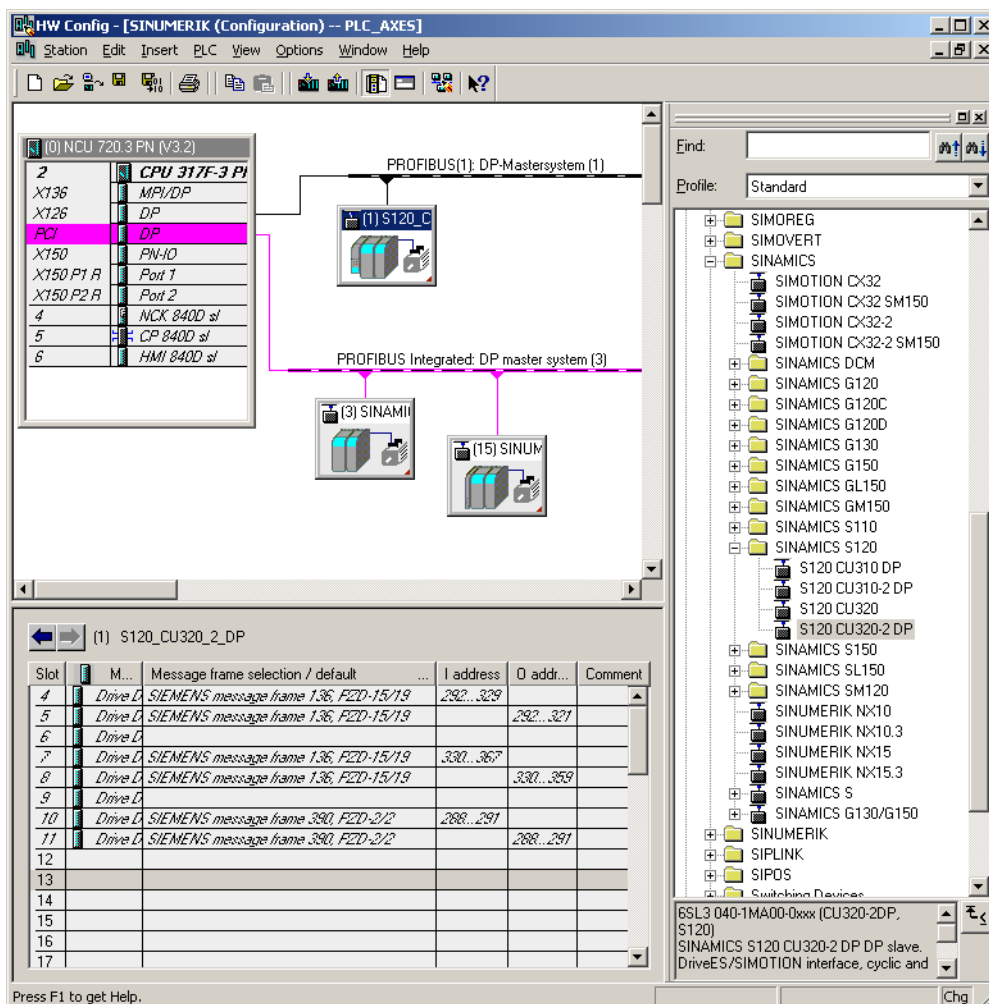 HW Config - [SINUMERIK (Configuration) -- PLC_AXES]
Station Edit Insert PLC View Options Window Help
(0) NCU 720.3 PN (V3.2)
2 CPU 317F-3 P
X136 MPI/DP
X126 DP
PCI DP
X150 PN-IO
X150 P1 R Port 1
X150 P2 R Port 2
4 NCK 840D sl
5 CP 840D sl
6 HMI 840D sl
PROFIBUS(1): DP-Mastersystem (1)
(1) S120_C
PROFIBUS Integrated: DP master system (3)
(3) SINAMI
(15) SINUM
Find:
Profile: Standard
SIMOREG
SIMOVERT
SINAMICS
SIMOTION CX32
SIMOTION CX32 SM150
SIMOTION CX32-2
SIMOTION CX32-2 SM150
SINAMICS DCM
SINAMICS G120
SINAMICS G120C
SINAMICS G120D
SINAMICS G130
SINAMICS G150
SINAMICS GL150
SINAMICS GM150
SINAMICS S110
SINAMICS S120
S120 CU310 DP
S120 CU310-2 DP
S120 CU320
S120 CU320-2 DP
SINAMICS S150
SINAMICS SL150
SINAMICS SM120
SINUMERIK NX10
SINUMERIK NX10.3
SINUMERIK NX15
SINUMERIK NX15.3
SINAMICS S
SINAMICS G130/G150
SINUMERIK
SIPLINK
SIPOS
Switching Devices
6SL3 040-1MA00-0xxx (CU320-2DP,
S120)
SINAMICS S120 CU320-2 DP DP slave.
DriveES/SIMOTION interface, cyclic and
(1) S120_CU320_2_DP
Slot M... Message frame selection / default ... I address O addr... Comment
4 Drive D SIEMENS message frame 136, PZD-15/19 292...329
5 Drive D SIEMENS message frame 136, PZD-15/19 292...321
6 Drive D
7 Drive D SIEMENS message frame 136, PZD-15/19 330...367
8 Drive D SIEMENS message frame 136, PZD-15/19 330...359
9 Drive D
10 Drive D SIEMENS message frame 390, PZD-2/2 288...291
11 Drive D SIEMENS message frame 390, PZD-2/2 288...291
12
13
14
15
16
17
Press F1 to get Help.
Chg